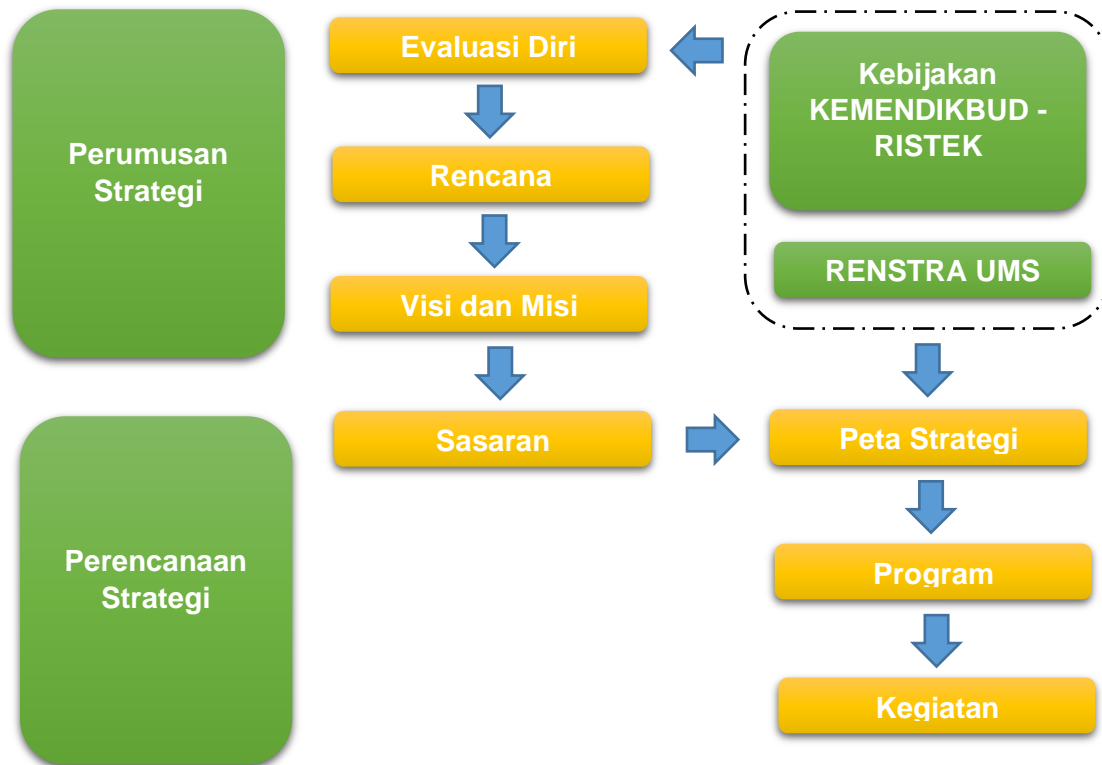 Perumusan
Strategi
Evaluasi Diri
Rencana
Visi dan Misi
Kebijakan
KEMENDIKBUD -
RISTEK
RENSTRA UMS
Perencanaan
Strategi
Sasaran
Peta Strategi
Program
Kegiatan